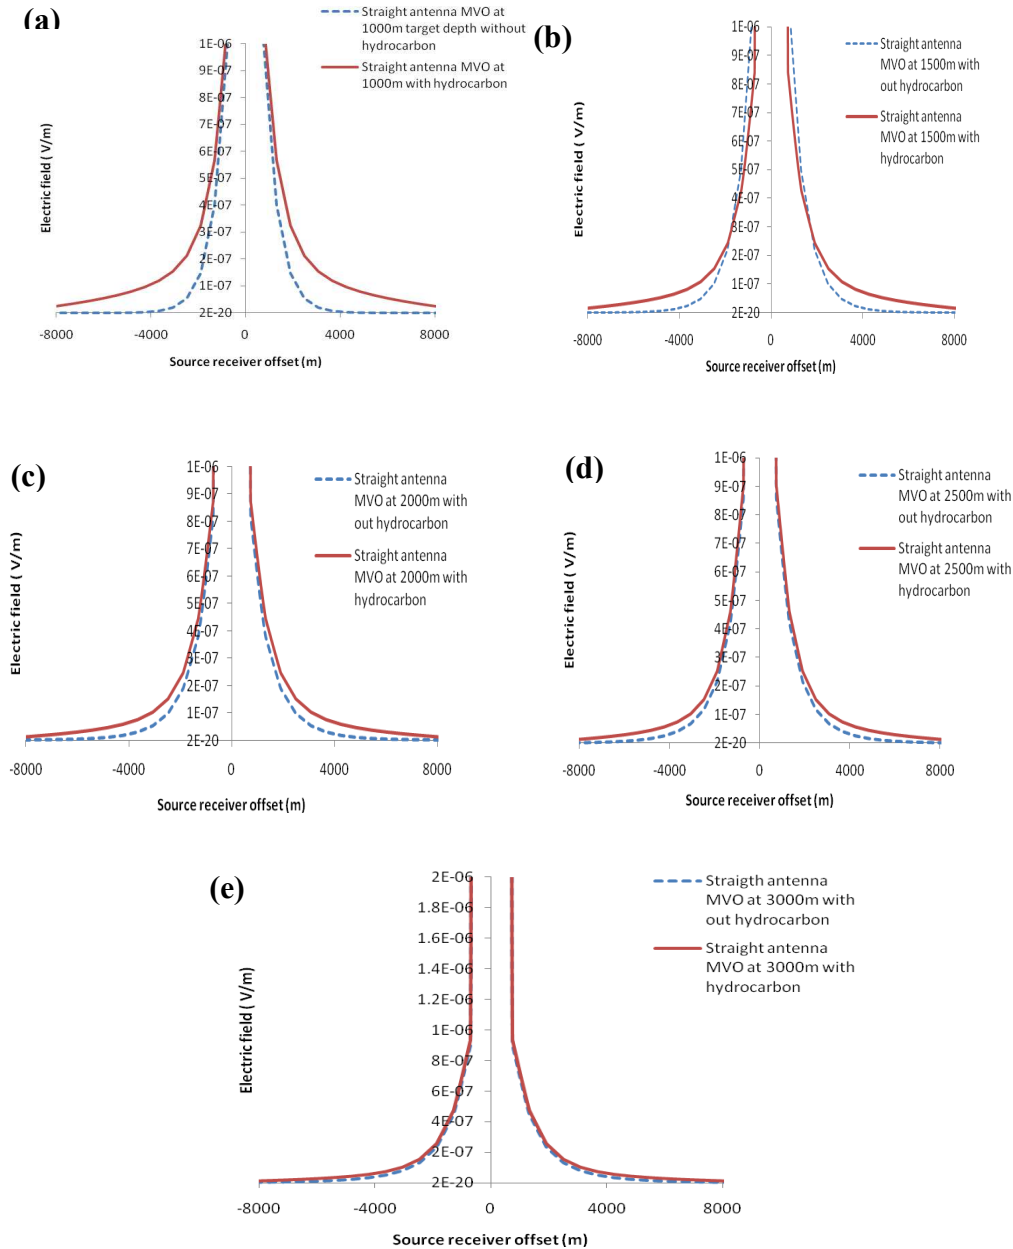 (a)
Straight antenna MVO at
1000m target depth without
hydrocarbon
Straight antenna MVO at
1000m with hydrocarbon
1E-06
9E-07
8E-07
7E-07
6E-07
5E-07
4E-07
3E-07
2E-07
1E-07
2E-20
-8000 -4000 0 4000 8000
Electric field ( V/m)
Source receiver offset (m)
(b)
Straight antenna
MVO at 1500m with
out hydrocarbon
Straight antenna
MVO at 1500m with
hydrocarbon
1E-06
9E-07
8E-07
7E-07
6E-07
5E-07
4E-07
3E-07
2E-07
1E-07
2E-20
-8000 -4000 0 4000 8000
Electric field ( V/m)
Source receiver offset (m)
(c)
Straight antenna
MVO at 2000m with
out hydrocarbon
Straight antenna
MVO at 2000m with
hydrocarbon
1E-06
9E-07
8E-07
7E-07
6E-07
5E-07
4E-07
3E-07
2E-07
1E-07
2E-20
-8000 -4000 0 4000 8000
Electric field ( V/m)
Source receiver offset (m)
(d)
Straight antenna
MVO at 2500m with
out hydrocarbon
Straight antenna
MVO at 2500m with
hydrocarbon
1E-06
9E-07
8E-07
7E-07
6E-07
5E-07
4E-07
3E-07
2E-07
1E-07
2E-20
-8000 -4000 0 4000 8000
Electric field ( V/m)
Source receiver offset (m)
(e)
Straigth antenna
MVO at 3000m with
out hydrocarbon
Straight antenna
MVO at 3000m with
hydrocarbon
2E-06
1.8E-06
1.6E-06
1.4E-06
1.2E-06
1E-06
8E-07
6E-07
4E-07
2E-07
2E-20
-8000 -4000 0 4000 8000
Electric field ( V/m)
Source receiver offset (m)